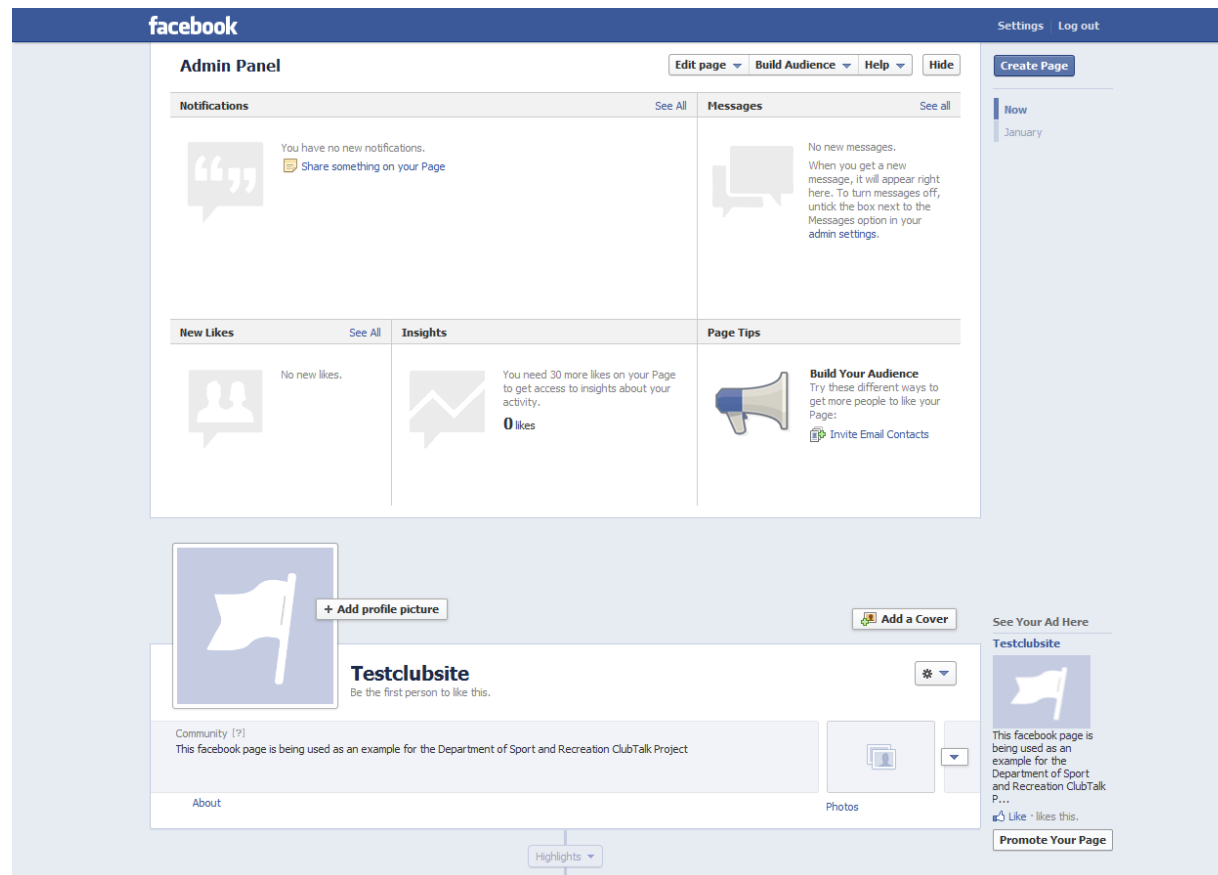 facebook
Settings Log out
Admin Panel
Edit page Build Audience Help Hide
Create Page
Now
January
Notifications See All
You have no new notifications.
Share something on your Page
Messages See all
No new messages.
When you get a new
message, it will appear right
here. To turn messages off,
untick the box next to the
Messages option in your
admin settings.
New Likes See All
No new likes.
Insights
You need 30 more likes on your Page
to get access to insights about your
activity.
0 likes
Page Tips
Build Your Audience
Try these different ways to
get more people to like your
Page:
Invite Email Contacts
+ Add profile picture
Add a Cover
Testclubsite
Be the first person to like this.
Community [?]
This facebook page is being used as an example for the Department of Sport and Recreation ClubTalk Project
About
Photos
Highlights
See Your Ad Here
Testclubsite
This facebook page is
being used as an
example for the
Department of Sport
and Recreation ClubTalk
P...
Like · likes this.
Promote Your Page